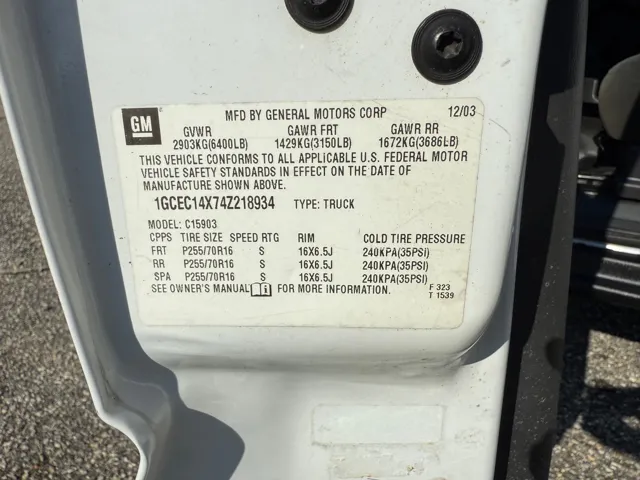 GM
MFD BY GENERAL MOTORS CORP 12/03
GVWR GAWR FRT GAWR RR
2903KG(6400LB) 1429KG(3150LB) 1672KG(3686LB)
THIS VEHICLE CONFORMS TO ALL APPLICABLE U.S. FEDERAL MOTOR
VEHICLE SAFETY STANDARDS IN EFFECT ON THE DATE OF
MANUFACTURE SHOWN ABOVE.
1GCEC14X74Z218934 TYPE: TRUCK
MODEL: C15903
CPPS TIRE SIZE SPEED RTG RIM COLD TIRE PRESSURE
FRT P255/70R16 S 16X6.5J 240KPA(35PSI)
RR P255/70R16 S 16X6.5J 240KPA(35PSI)
SPA P255/70R16 S 16X6.5J 240KPA(35PSI)
SEE OWNER'S MANUAL FOR MORE INFORMATION. F 323
T 1539